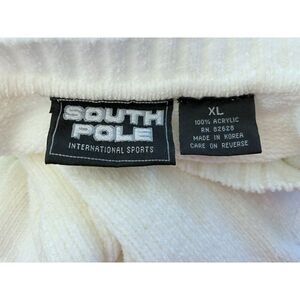 SOUTH
POLE
INTERNATIONAL SPORTS
XL
100% ACRYLIC
RN. 82628
MADE IN KOREA
CARE ON REVERSE